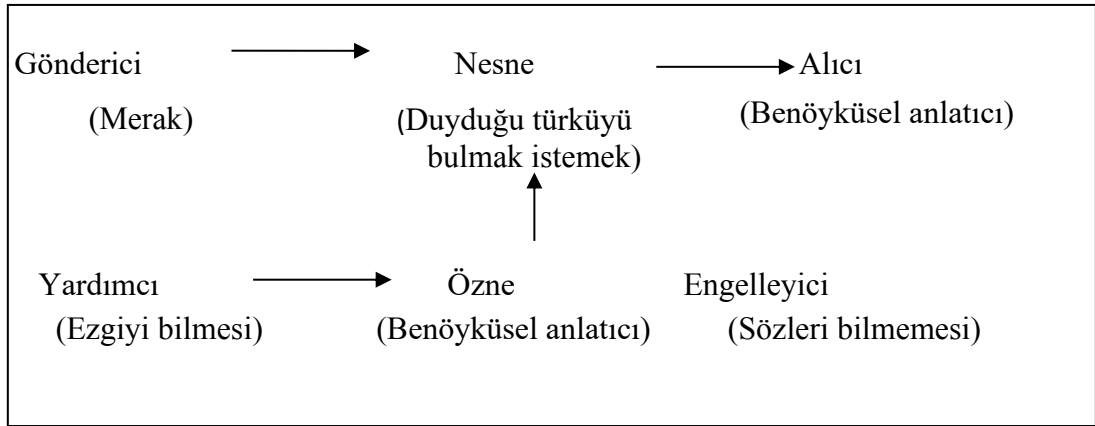 Gönderici Nesne Alıcı
(Merak) (Duyduğu türküyü (Benöyküsel anlatıcı)
bulmak istemek)
Yardımcı Özne Engelleyici
(Ezgiyi bilmesi) (Benöyküsel anlatıcı) (Sözleri bilmemesi)